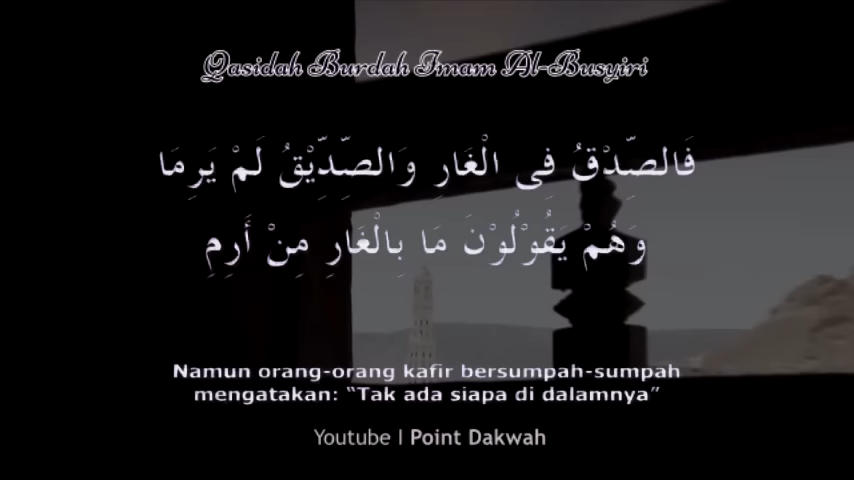 Qasidah Burdah Imam Al-Busyiri
فَالصِّدْقُ فِى الْغَارِ وَالصِّدِّيْقُ لَمْ يَرِمَا
وَهُمْ يَقُوْلُوْنَ مَا بِالْغَارِ مِنْ أَرِمِ
Namun orang-orang kafir bersumpah-sumpah
mengatakan: “Tak ada siapa di dalamnya”
Youtube | Point Dakwah